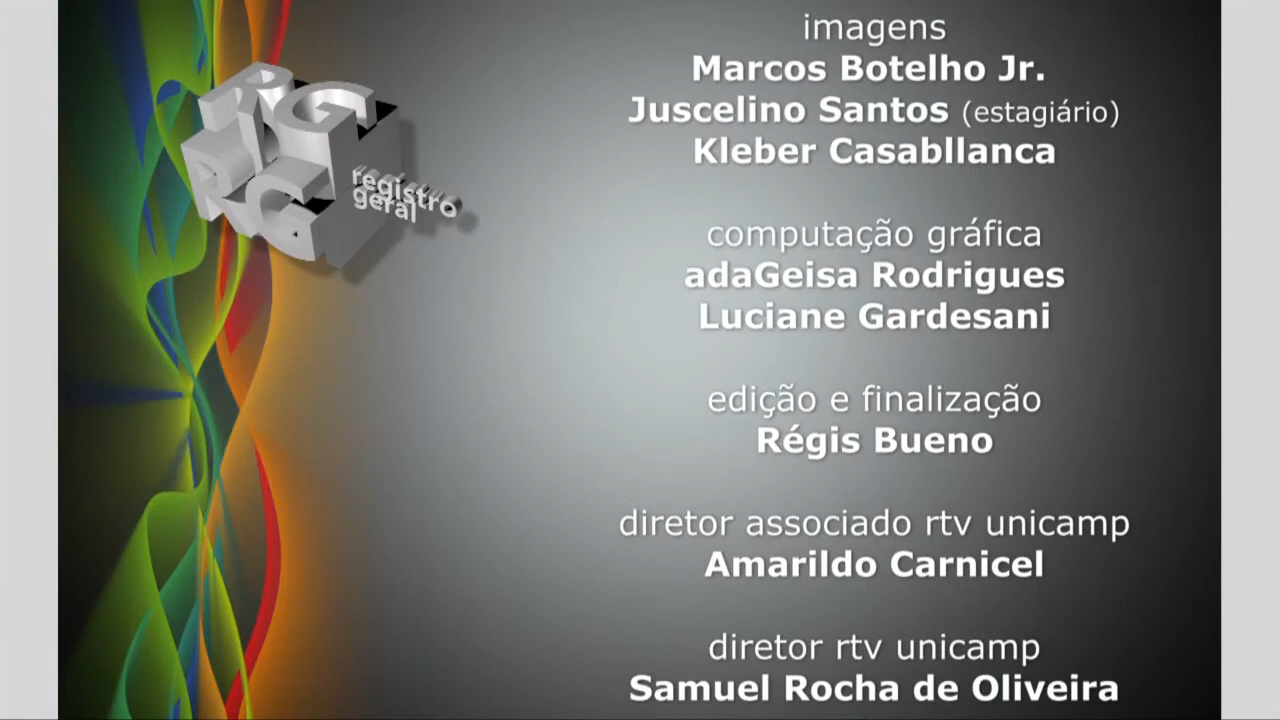 RG
RG
registro
geral
imagens
Marcos Botelho Jr.
Juscelino Santos (estagiário)
Kleber Casabllanca
computação gráfica
adaGeisa Rodrigues
Luciane Gardesani
edição e finalização
Régis Bueno
diretor associado rtv unicamp
Amarildo Carnicel
diretor rtv unicamp
Samuel Rocha de Oliveira